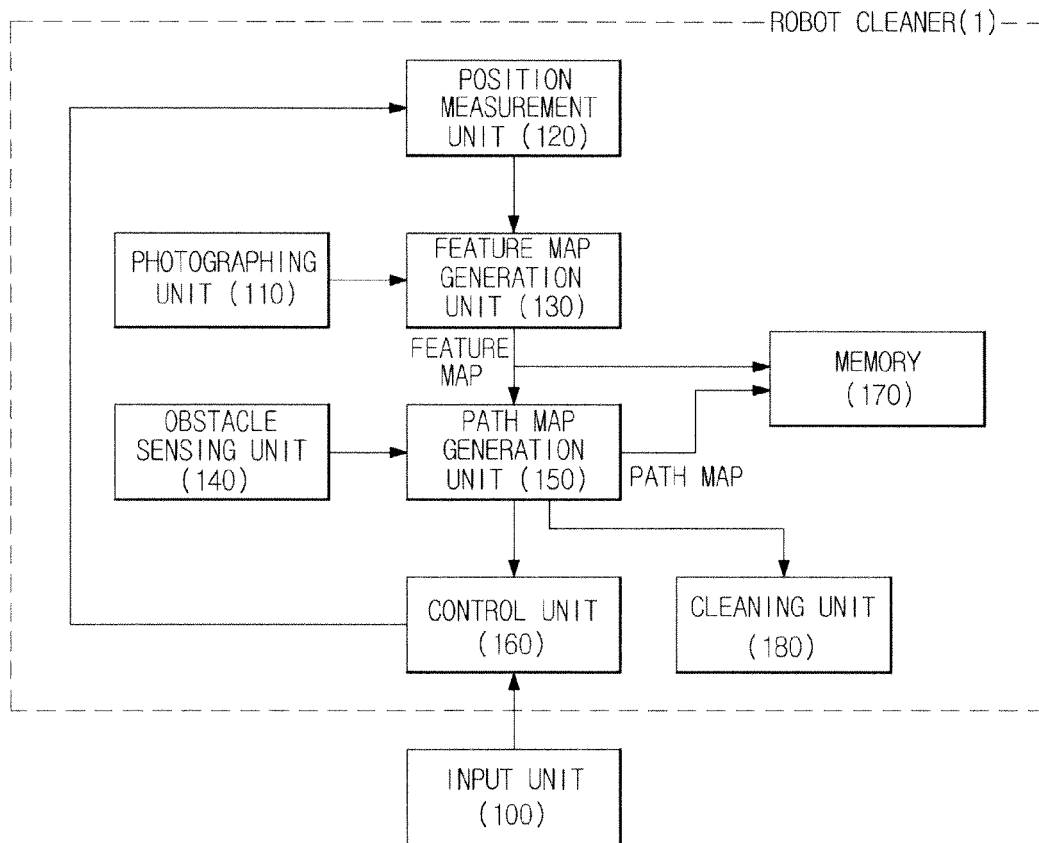 ROBOT CLEANER(1)
POSITION
MEASUREMENT
UNIT (120)
PHOTOGRAPHING
UNIT (110)
FEATURE MAP
GENERATION
UNIT (130)
FEATURE
MAP
MEMORY
(170)
OBSTACLE
SENSING UNIT
(140)
PATH MAP
GENERATION
UNIT (150)
PATH MAP
CONTROL UNIT
(160)
CLEANING UNIT
(180)
INPUT UNIT
(100)